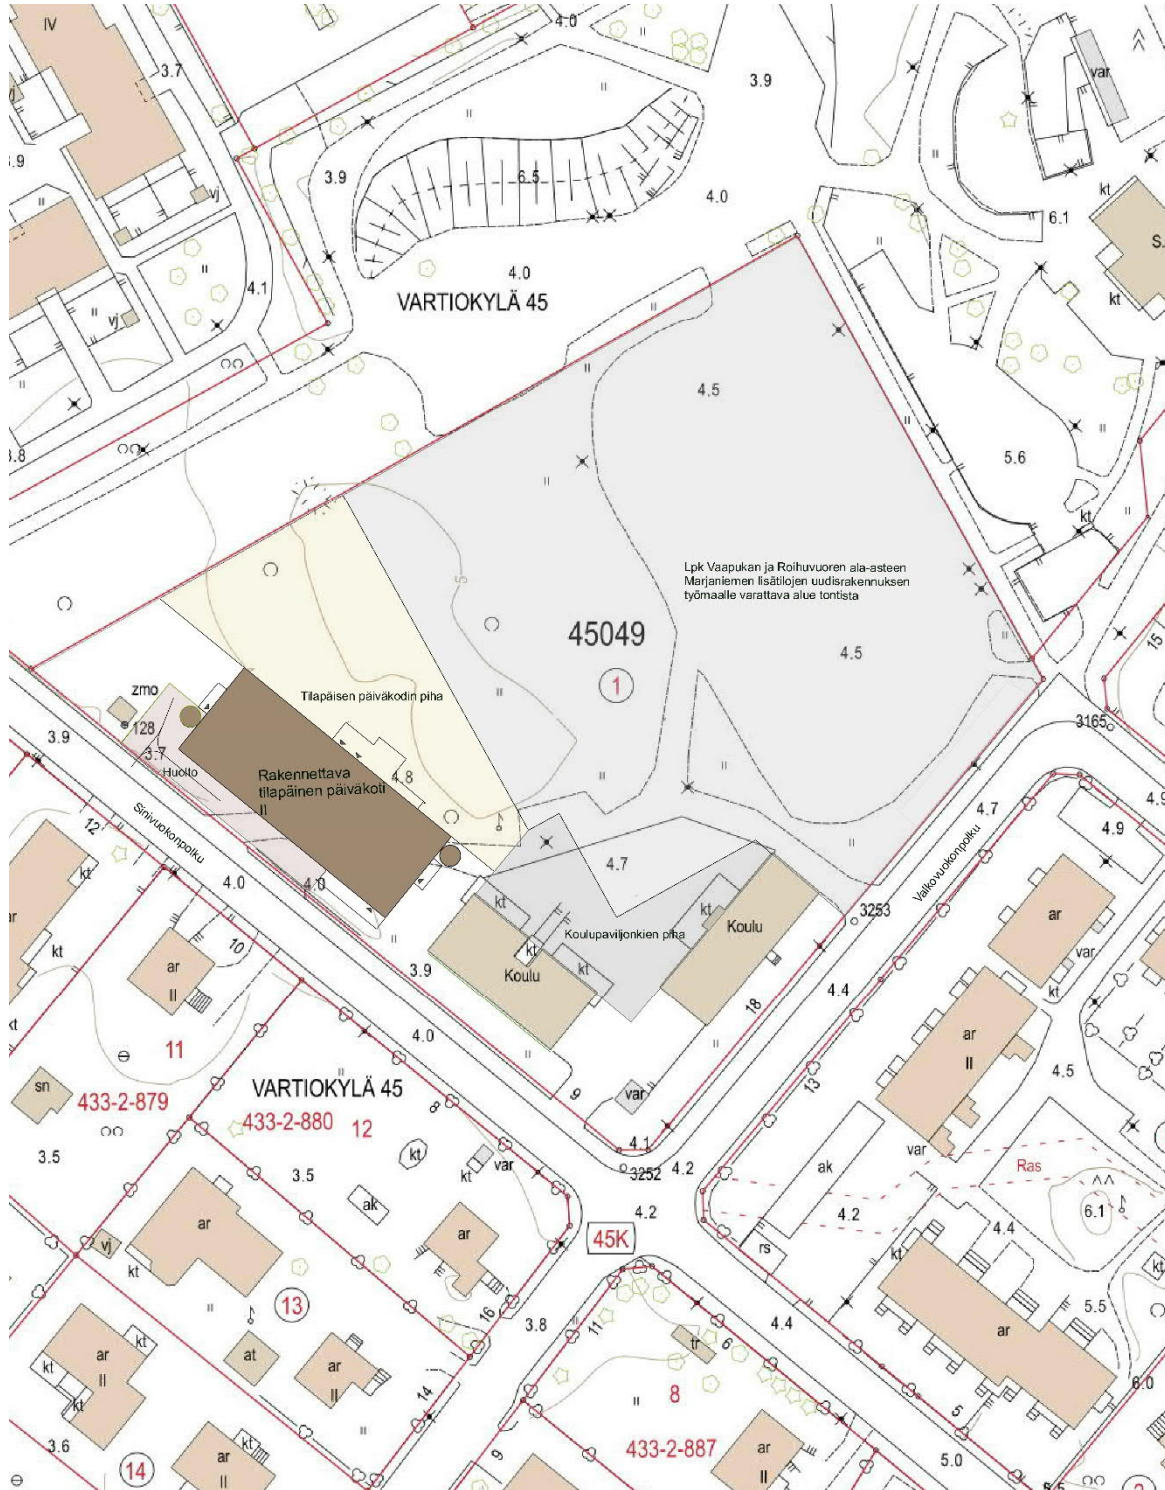 IV
4.0
3.7
3.9
var
.9
3.9
6.5
vj
4.0
kt
6.1
S.
4.0
4.1
VARTIOKYLÄ 45
kt
vj
4.5
3.8
5.6
kt
5
Lpk Vaapukan ja Roihuvuoren ala-asteen
Marjaniemen lisätilojen uudisrakennuksen
työmaalle varattava alue tontista
45049
4.5
15
1
zmo
Tilapäisen päiväkodin piha
128
3165
3.9
3.7
Huolto
Rakennettava
tilapäinen päiväkoti
II
4.8
4.7
4.9
4.9
Sinivuokonpolku
12
4.7
Valkovuokonpolku
kt
4.0
4.0
ar
kt
kt
3253
ar
Koulu
Koulupaviljonkien piha
kt
10
var
kt
ar
II
3.9
Koulu
kt
4.4
kt
18
kt
4.0
ar
II
11
VARTIOKYLÄ 45
sn
433-2-879
433-2-880
12
8
9
var
13
4.5
3.5
4.1
var
Ras
kt
var
3252
4.2
ak
3.5
kt
ak
4.2
4.2
4.4
6.1
ar
ar
45K
rs
kt
kt
vj
kt
13
16
11
3.8
5.5
4.4
ar
6
tr
ar
II
kt
kt
kt
at
ar
II
14
8
5
6.0
3.6
ar
II
kt
9
433-2-887
ar
II
5.0
14